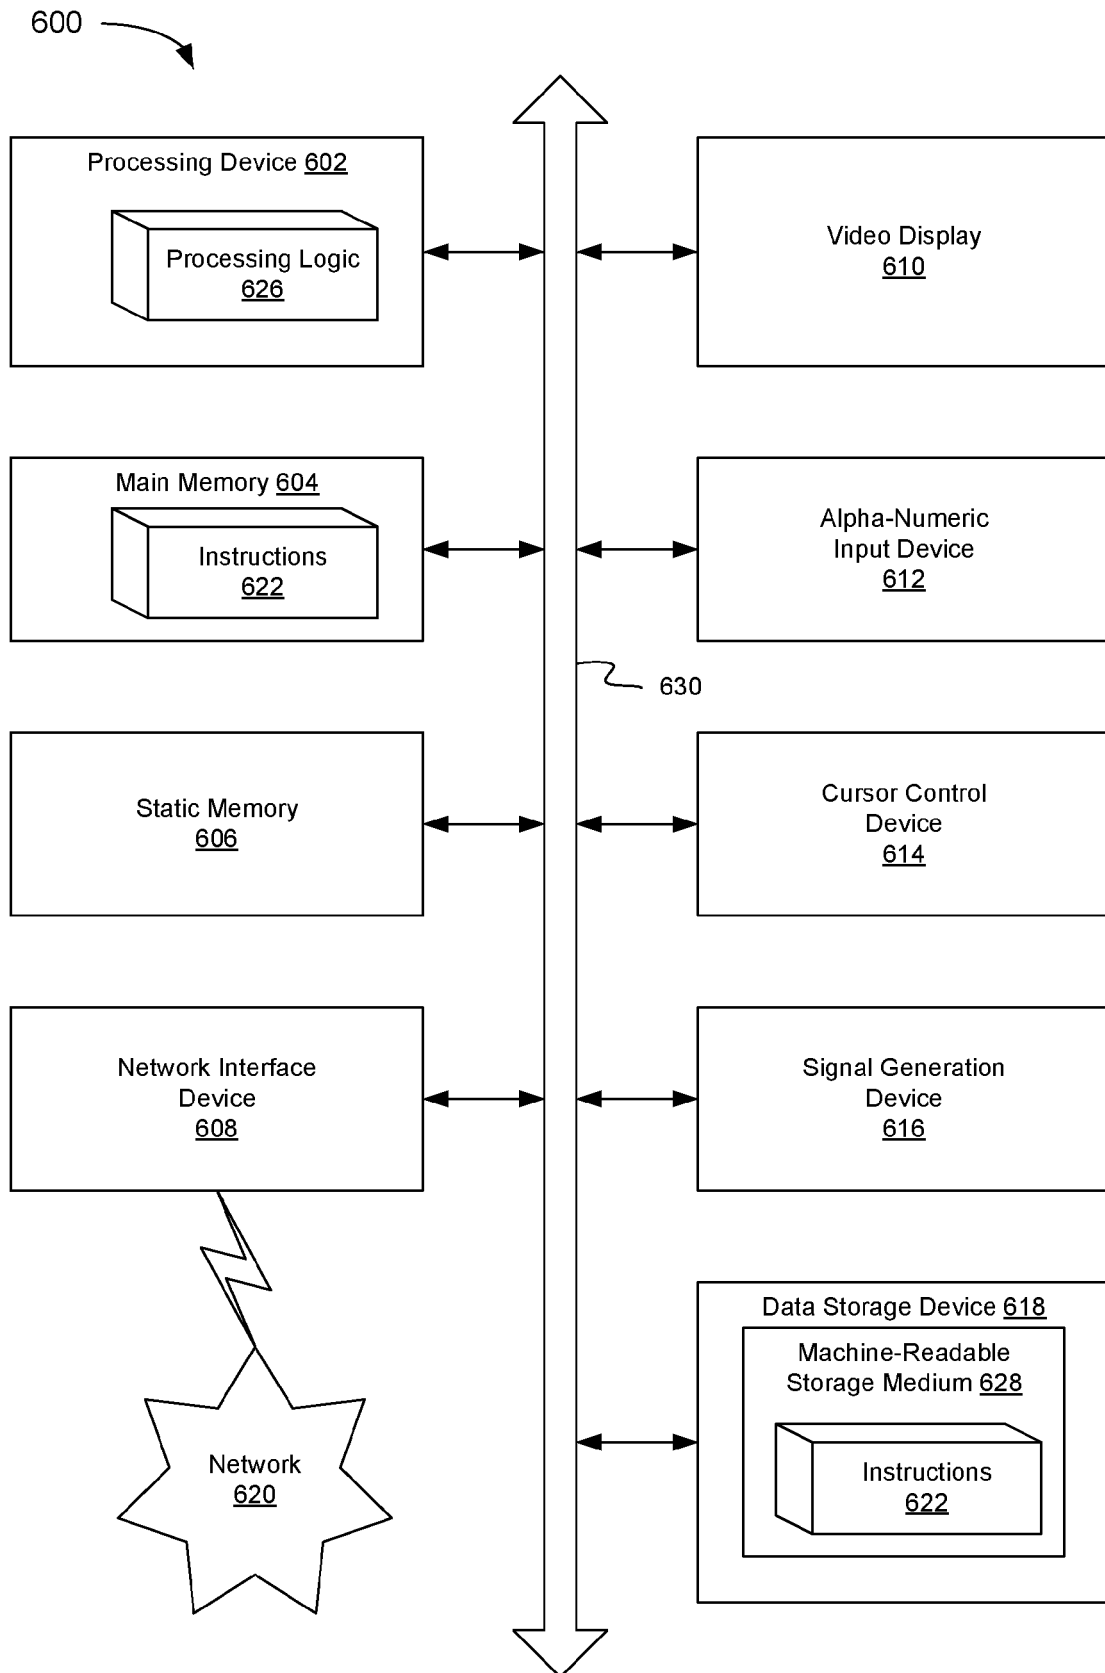 600
Processing Device 602
Processing Logic
626
Video Display
610
Main Memory 604
Instructions
622
Alpha-Numeric
Input Device
612
630
Static Memory
606
Cursor Control
Device
614
Network Interface
Device
608
Signal Generation
Device
616
Data Storage Device 618
Machine-Readable
Storage Medium 628
Instructions
622
Network
620